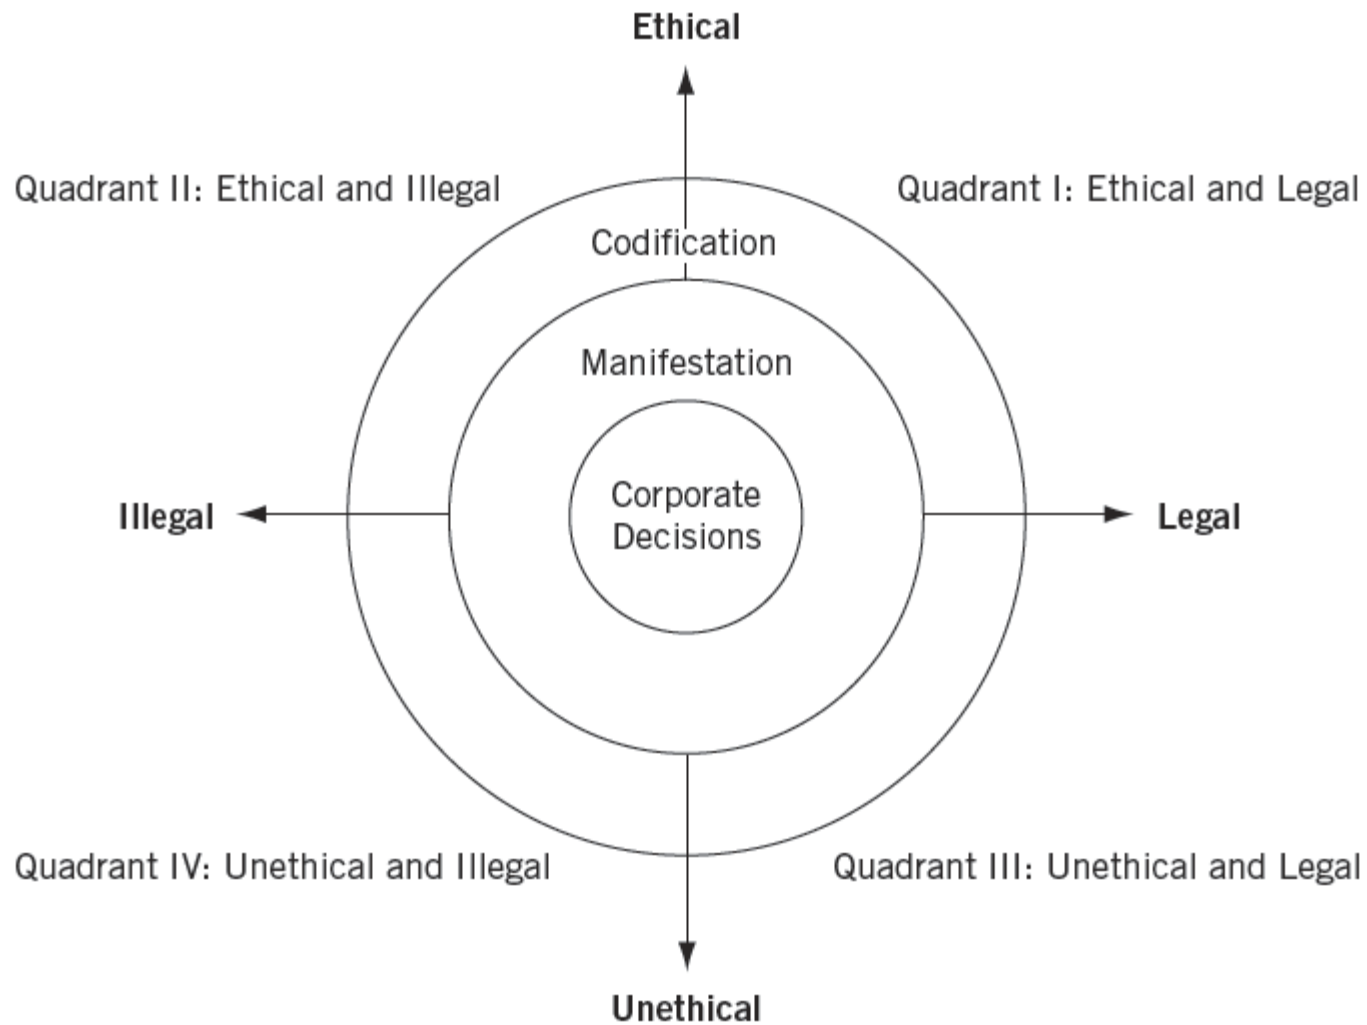 Ethical
Quadrant II: Ethical and Illegal
Quadrant I: Ethical and Legal
Codification
Manifestation
Corporate
Decisions
Illegal
Legal
Quadrant IV: Unethical and Illegal
Quadrant III: Unethical and Legal
Unethical